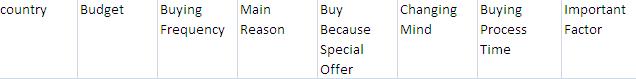 country Budget Buying Main Buy Changing Buying Important
Frequency Reason Because Mind Process Factor
Special Time
Offer